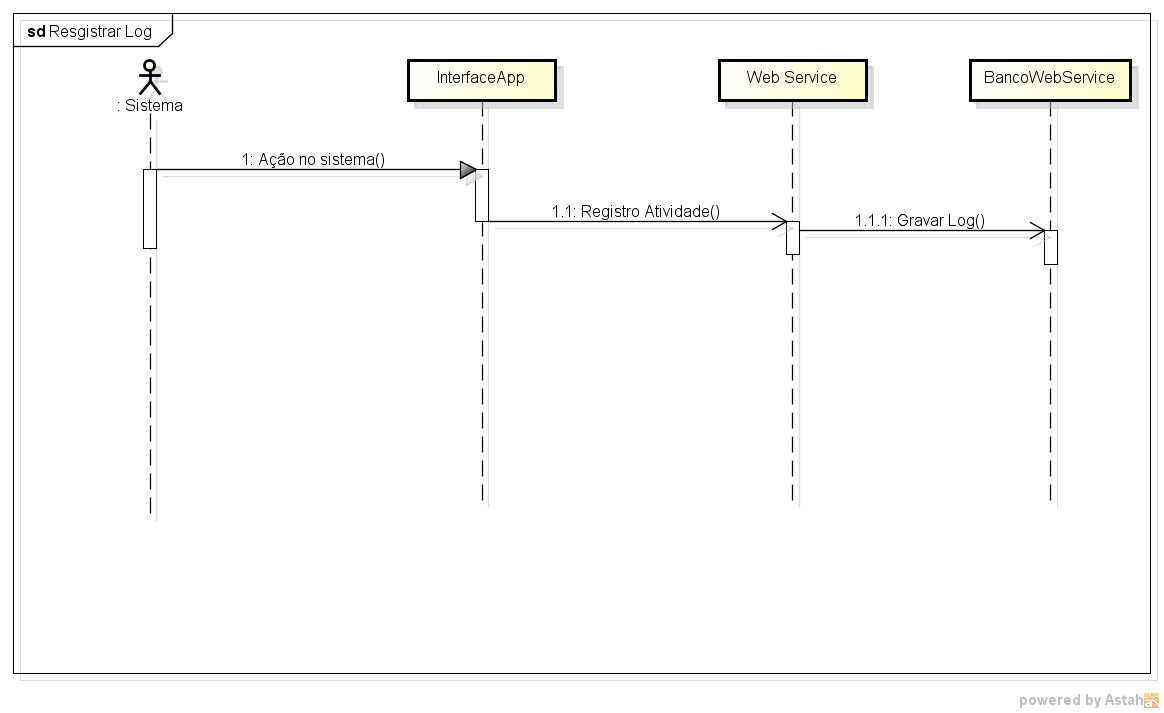 sd Resgistrar Log
: Sistema
InterfaceApp
Web Service
BancoWebService
1: Ação no sistema()
1.1: Registro Atividade()
1.1.1: Gravar Log()
powered by Astah